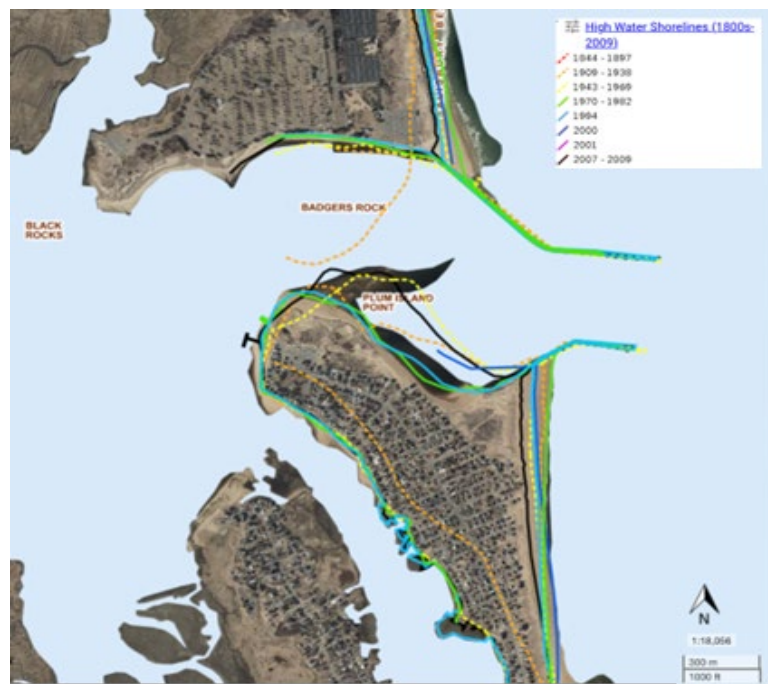 High Water Shorelines (1800s-
2009)
1844 - 1897
1909 - 1938
1943 - 1969
1970 - 1982
1994
2000
2001
2007 - 2009
BADGERS ROCK
BLACK
ROCKS
PLUM ISLAND
POINT
N
1:18,056
300 m
1000 ft